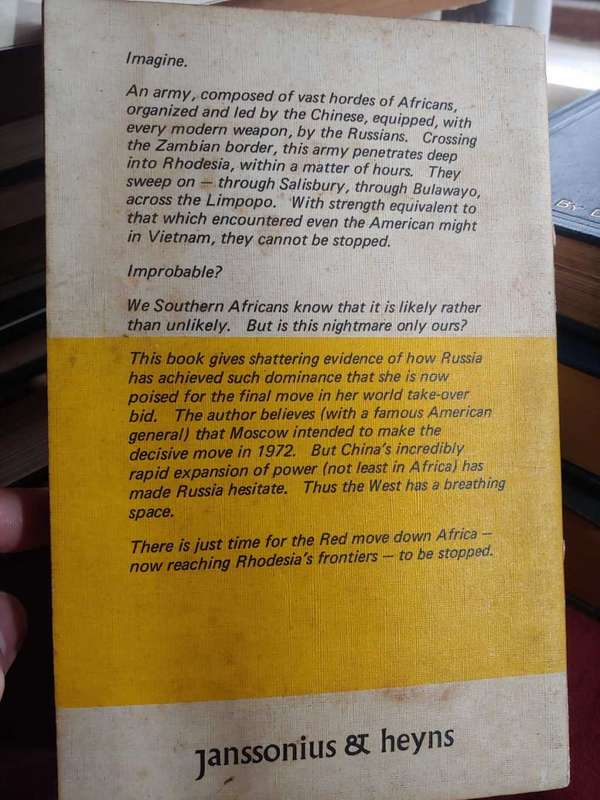 Imagine.
An army, composed of vast hordes of Africans,
organized and led by the Chinese, equipped, with
every modern weapon, by the Russians. Crossing
the Zambian border, this army penetrates deep
into Rhodesia, within a matter of hours. They
sweep on — through Salisbury, through Bulawayo,
across the Limpopo. With strength equivalent to
that which encountered even the American might
in Vietnam, they cannot be stopped.
Improbable?
We Southern Africans know that it is likely rather
than unlikely. But is this nightmare only ours?
This book gives shattering evidence of how Russia
has achieved such dominance that she is now
poised for the final move in her world take-over
bid. The author believes (with a famous American
general) that Moscow intended to make the
decisive move in 1972. But China's incredibly
rapid expansion of power (not least in Africa) has
made Russia hesitate. Thus the West has a breathing
space.
There is just time for the Red move down Africa —
now reaching Rhodesia's frontiers — to be stopped.
Janssonius & heyns
BY